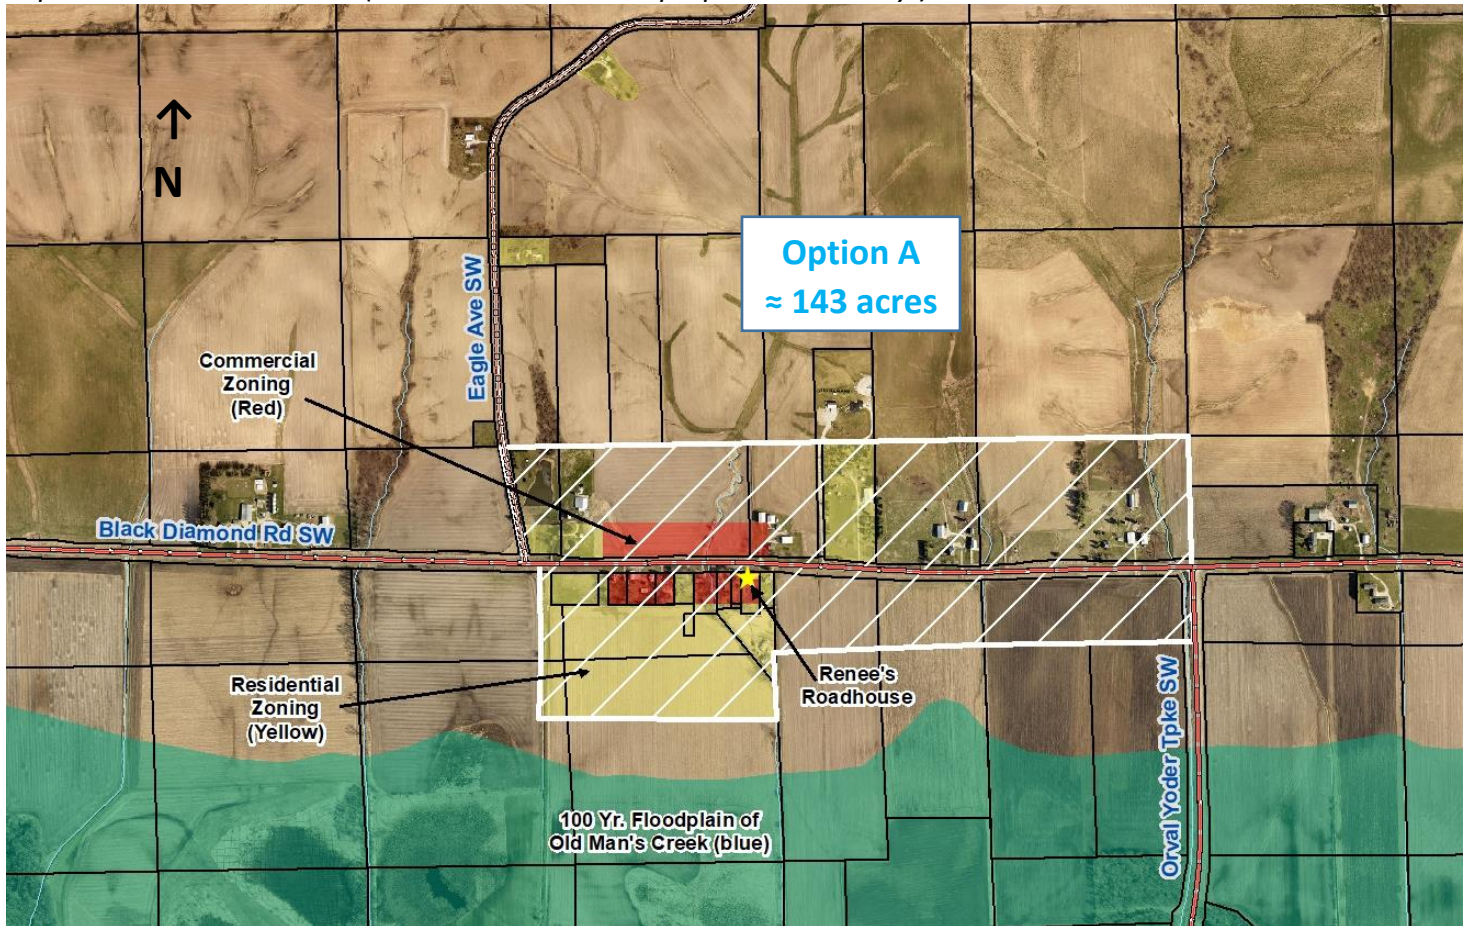 ↑
N
Option A
≈ 143 acres
Eagle Ave SW
Commercial
Zoning
(Red)
Black Diamond Rd SW
Residential
Zoning
(Yellow)
Renee's
Roadhouse
Orval Yoder Tpke SW
100 Yr. Floodplain of
Old Man's Creek (blue)